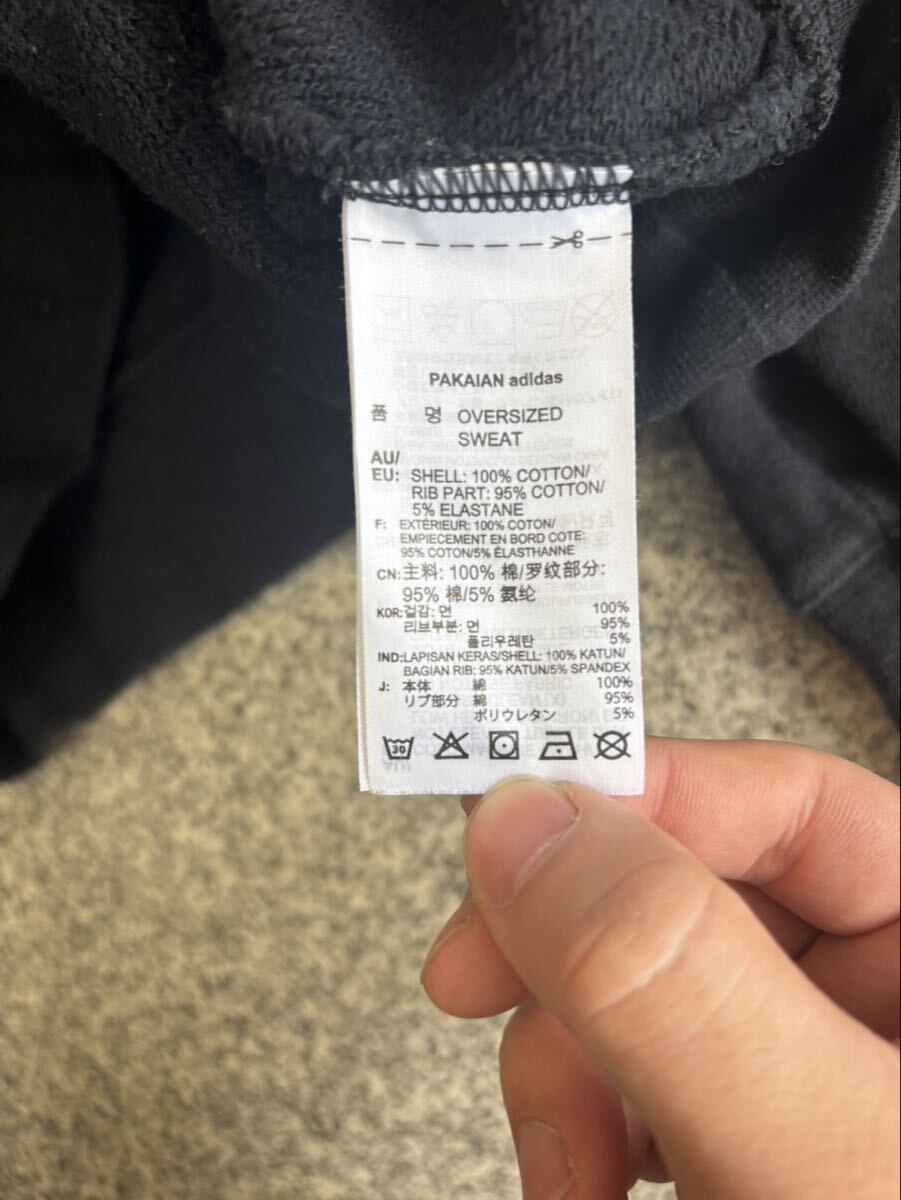 PAKAIAN adidas
품 명 OVERSIZED
SWEAT
AU/
EU: SHELL: 100% COTTON/
RIB PART: 95% COTTON/
5% ELASTANE
F: EXTÉRIEUR: 100% COTON/
EMPIECEMENT EN BORD COTE:
95% COTON/5% ÉLASTHANNE
CN:主料: 100% 棉/罗纹部分:
95% 棉/5% 氨纶
KOR:겉감: 면 100%
리브부분: 면 95%
폴리우레탄 5%
IND:LAPISAN KERAS/SHELL: 100% KATUN/
BAGIAN RIB: 95% KATUN/5% SPANDEX
J: 本体 綿 100%
リブ部分 綿 95%
ポリウレタン 5%
30